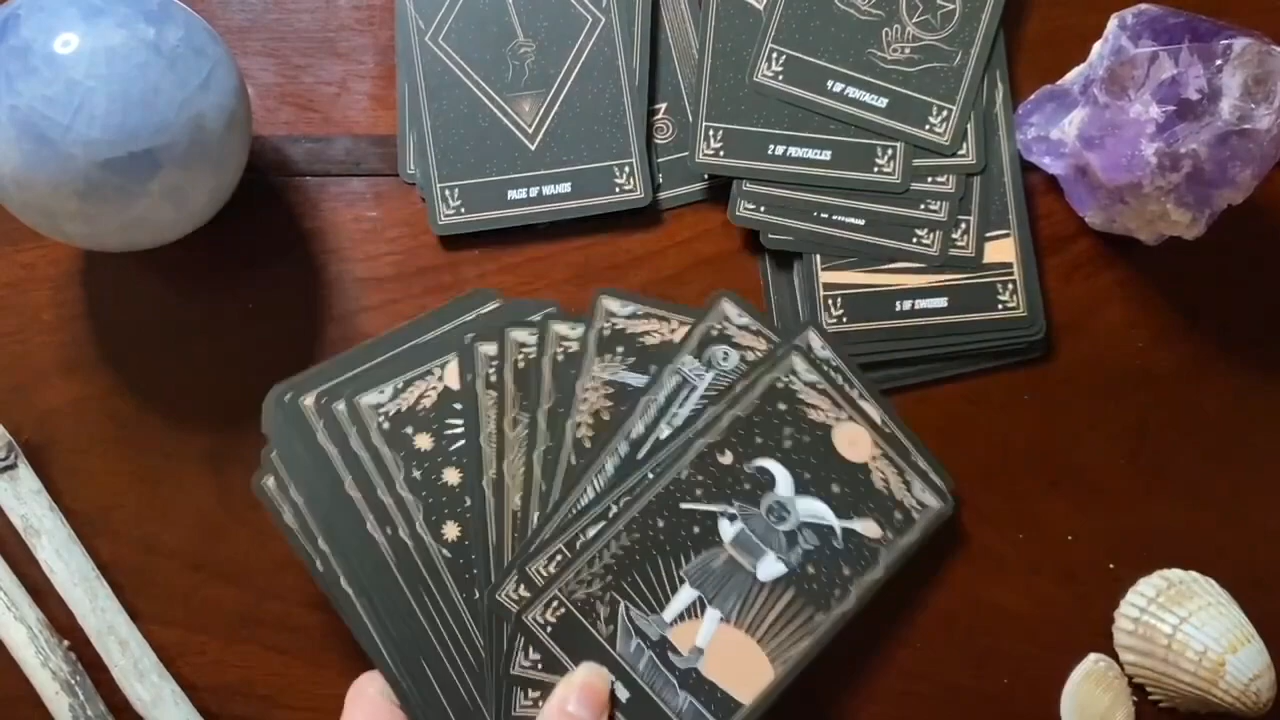 4 OF PENTACLES
2 OF PENTACLES
PAGE OF WANDS
5 OF SWORDS